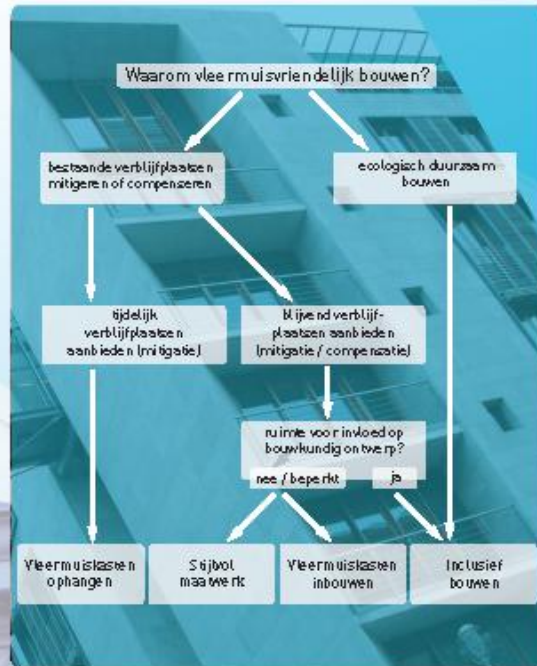 Waarom vleermuisvriendelijk bouwen?
bestaande verblijfplaatsen
mitigeren of compenseren
ecologisch duurzaam
bouwen
tijdelijk
verblijfplaatsen
aanbieden (mitigatie)
blijvend verblijf-
plaatsen aanbieden
(mitigatie / compensatie)
ruimte voor invloed op
bouwkundig ontwerp?
nee / beperkt
ja
Vleermuiskasten
ophangen
Stijlvol
maatwerk
Vleermuiskasten
inbouwen
Inclusief
bouwen